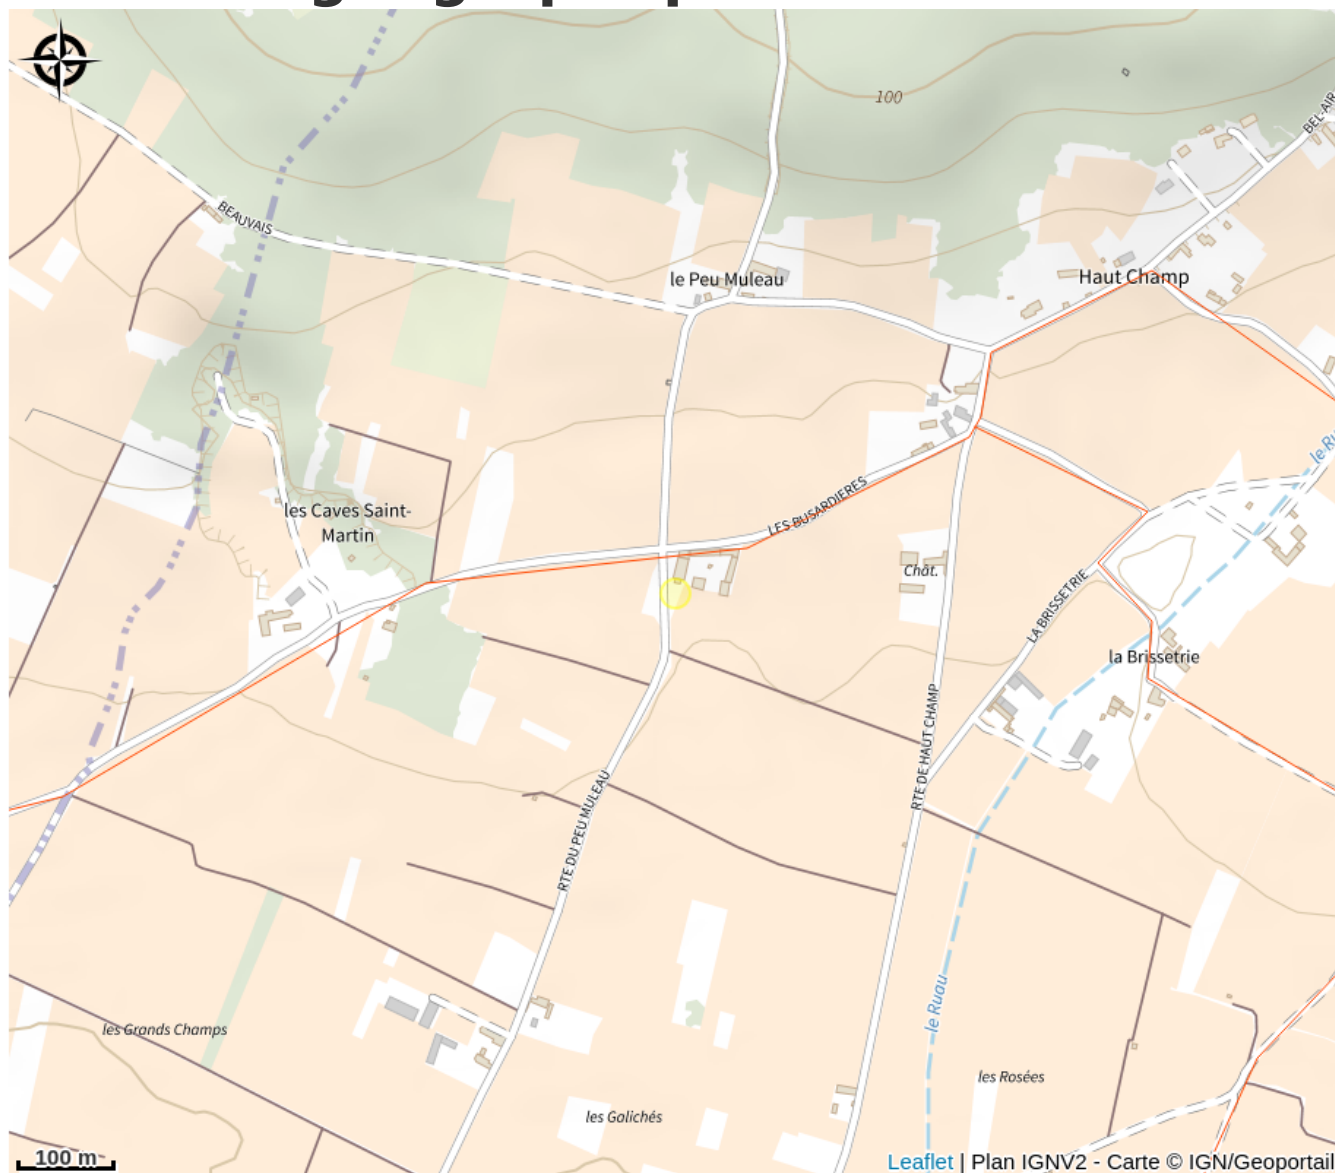 100
BEL-AIR
BEAUVAIS
le Peu Muleau
Haut Champ
le Ru
les Caves Saint-
Martin
LES BUSARDIERES
Chât.
LA BRISSETRIE
la Brissetrie
RTE DE HAUT CHAMP
RTE DU PEU MULEAU
le Ruau
les Grands Champs
les Rosées
les Galichés
100 m
Leaflet | Plan IGNV2 - Carte © IGN/Geoportail